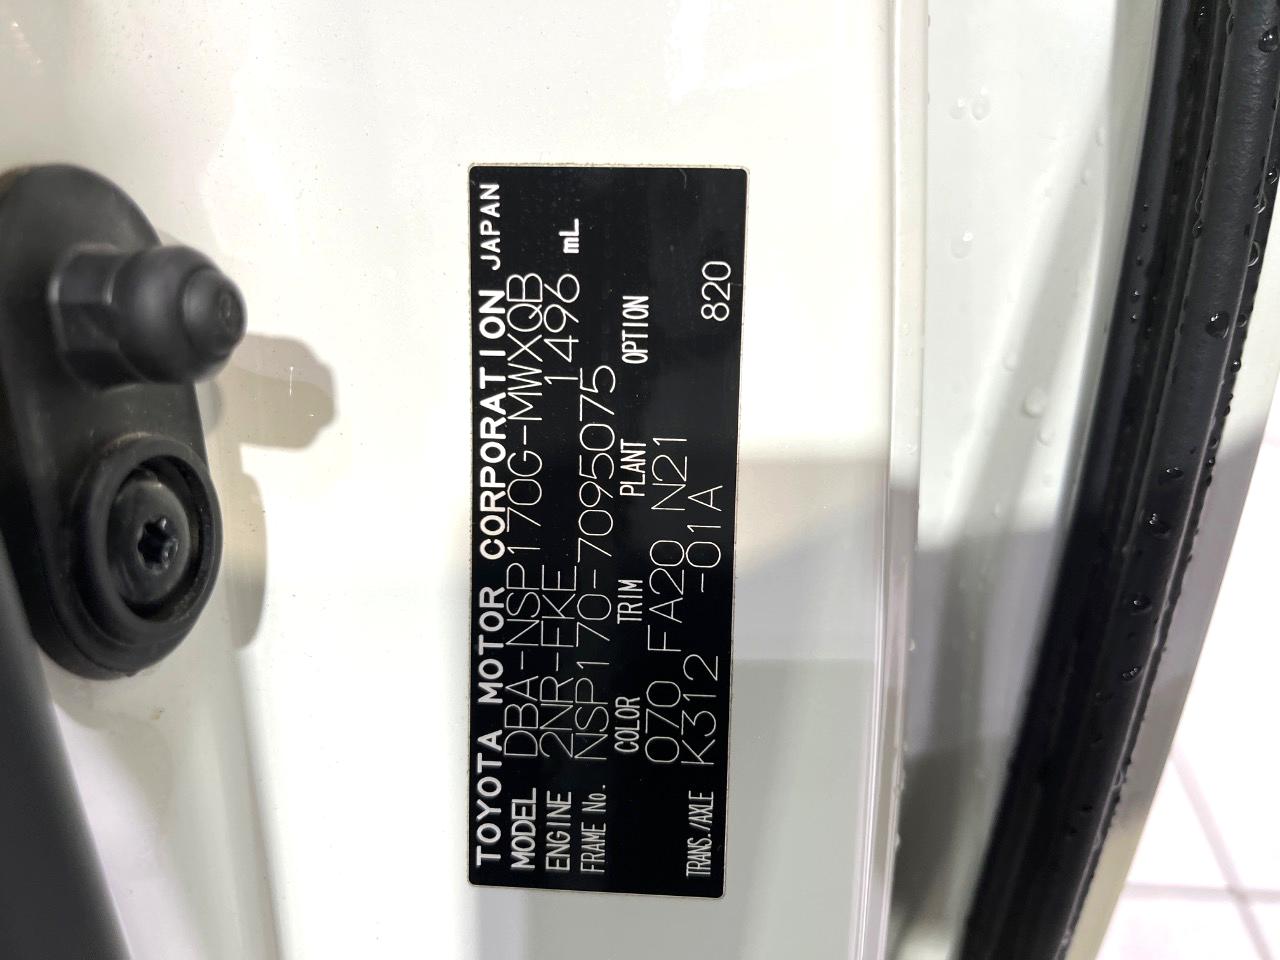 TOYOTA MOTOR CORPORATION JAPAN
MODEL DBA-NSP170G-MWXQB
ENGINE 2NR-FKE 1496 mL
FRAME No. NSP170-7095075
COLOR TRIM PLANT OPTION
070 FA20 N21
TRANS./AXLE K312 -01A 820